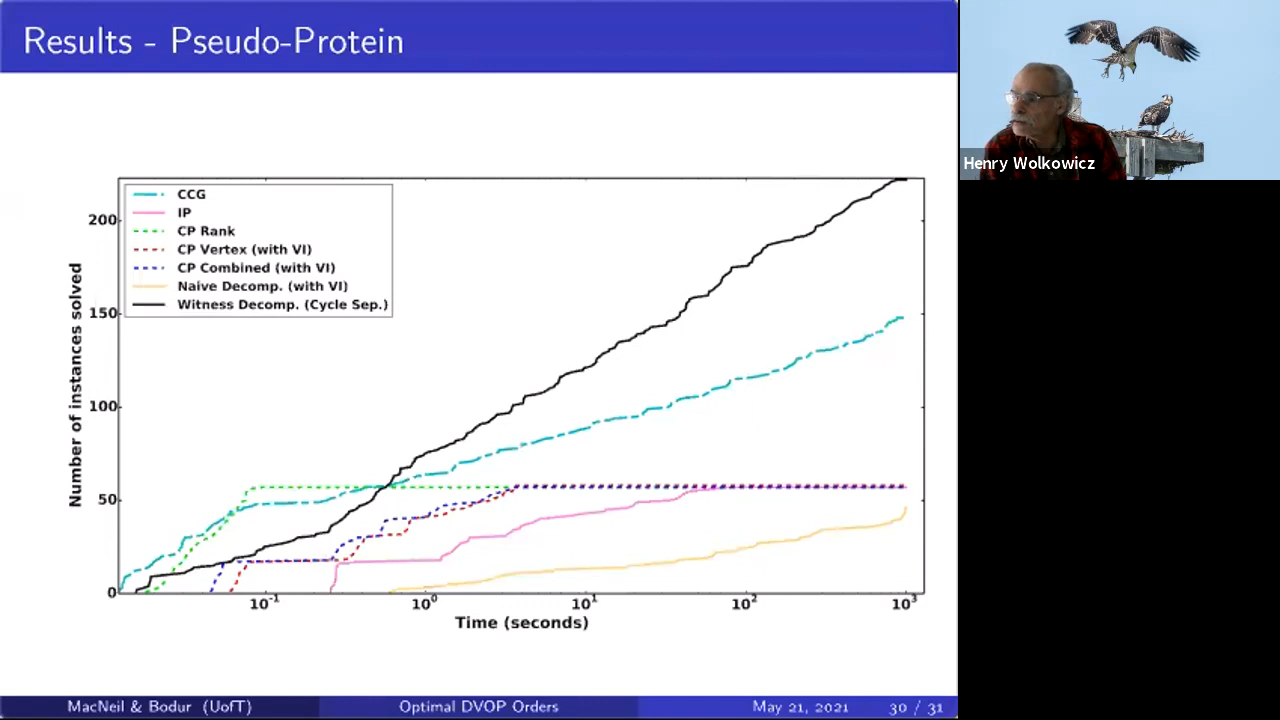 Results - Pseudo-Protein
Henry Wolkowicz
CCG
IP
CP Rank
CP Vertex (with VI)
CP Combined (with VI)
Naive Decomp. (with VI)
Witness Decomp. (Cycle Sep.)
Number of instances solved
200
150
100
50
0
10^-1
10^0
10^1
10^2
10^3
Time (seconds)
MacNeil & Bodur (UofT)
Optimal DVOP Orders
May 21, 2021
30 / 31